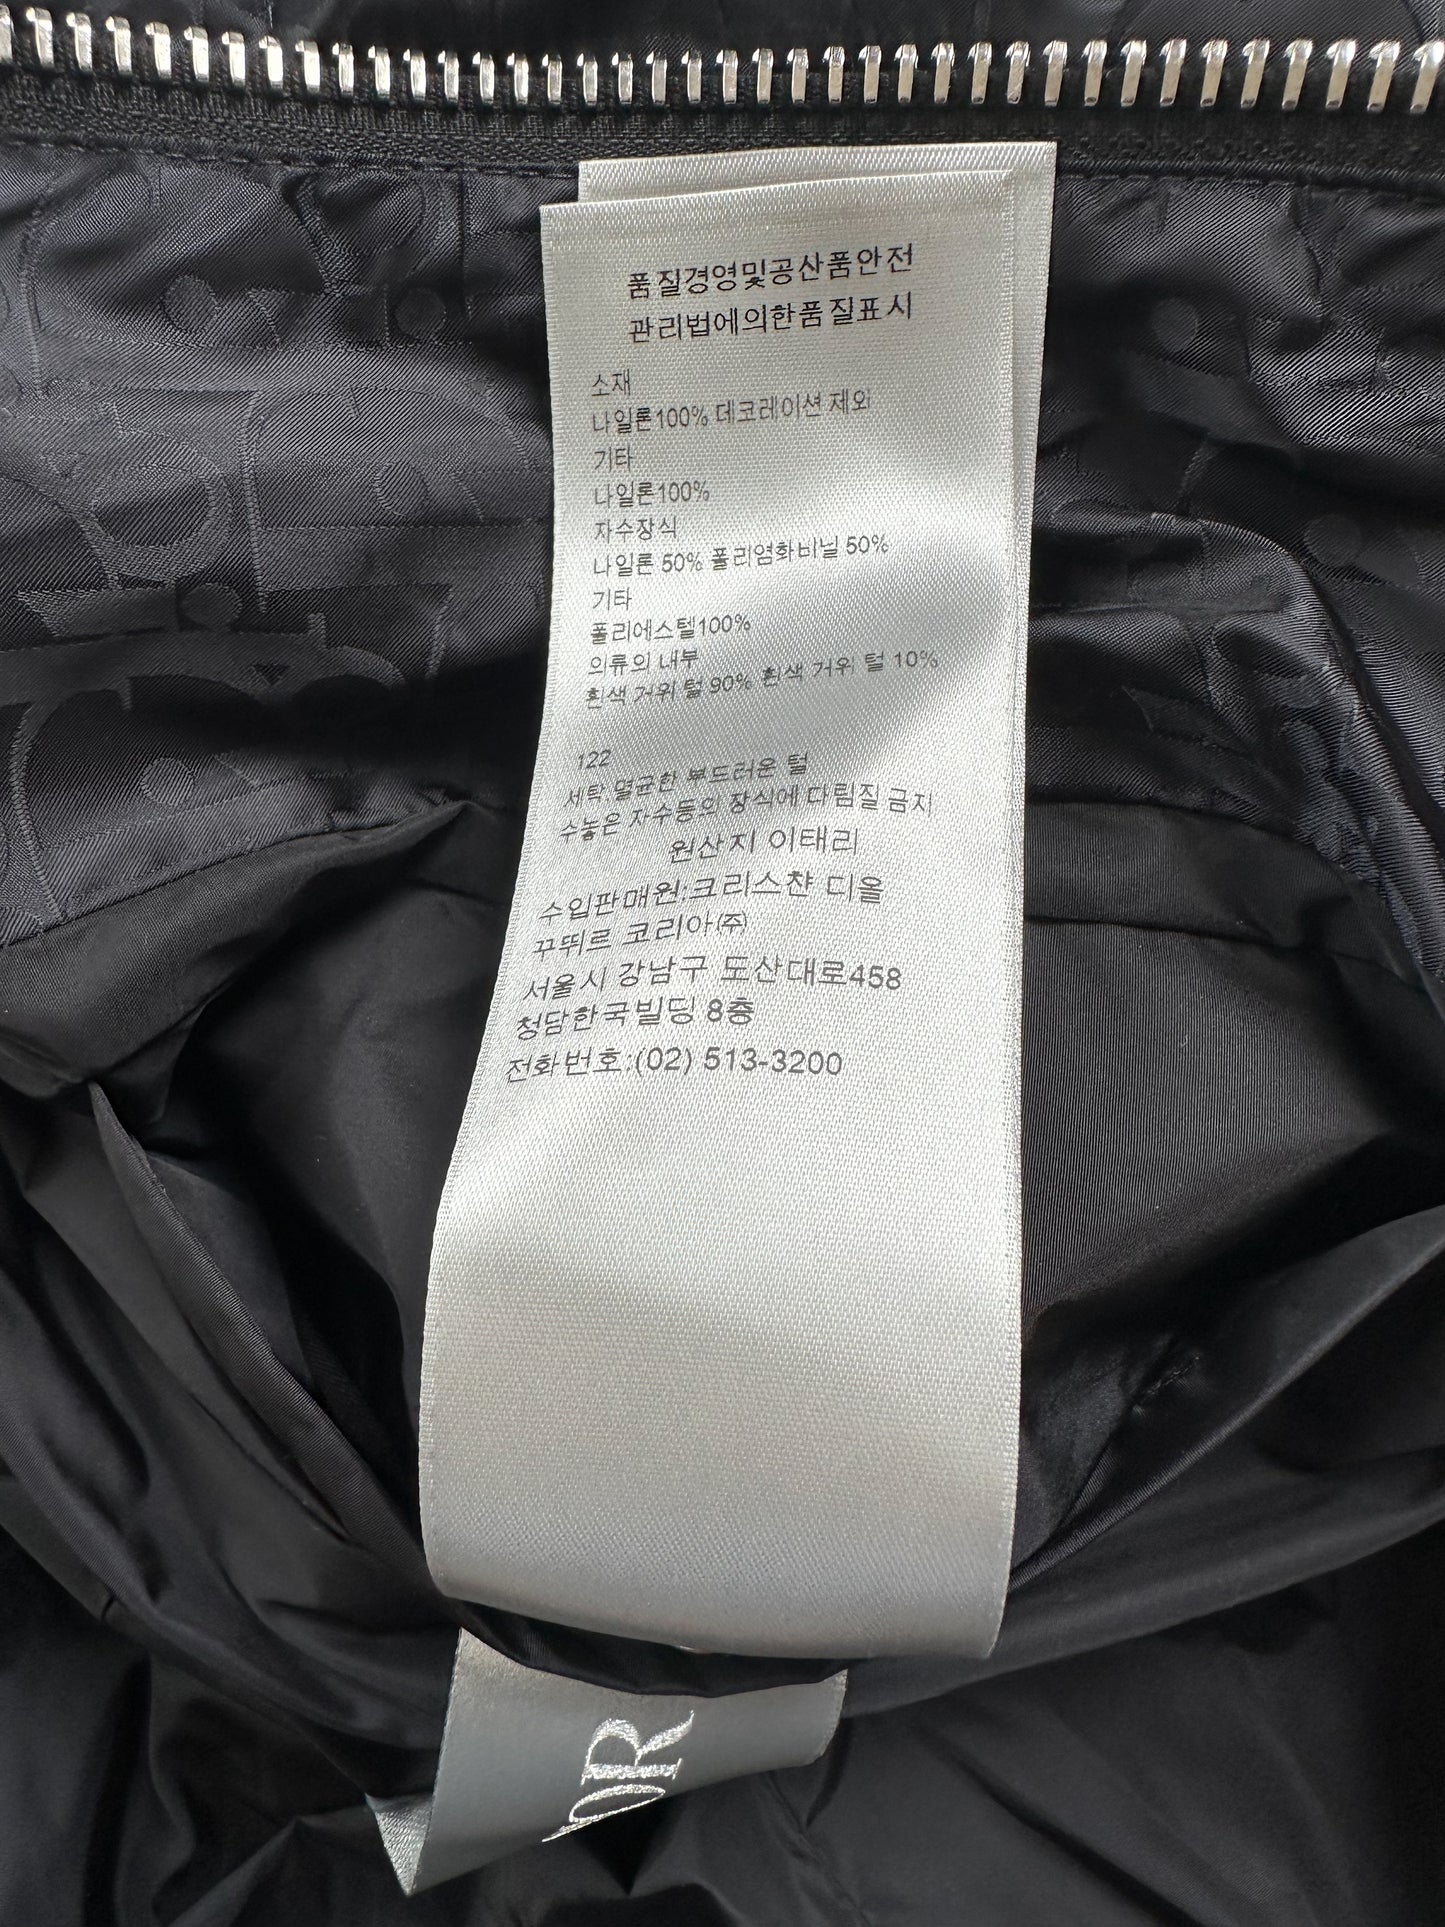 품질경영및공산품안전
관리법에의한품질표시
소재
나일론100% 데코레이션 제외
기타
나일론100%
자수장식
나일론 50% 폴리염화비닐 50%
기타
폴리에스텔100%
의류의 내부
흰색 거위 털 90% 흰색 거위 털 10%
122
세탁.멸균한 부드러운 털
수놓은 자수등의 장식에 다림질 금지
원산지 이태리
수입판매원:크리스챤 디올
꾸뛰르 코리아㈜
서울시 강남구 도산대로458
청담한국빌딩 8층
전화번호:(02) 513-3200
OR